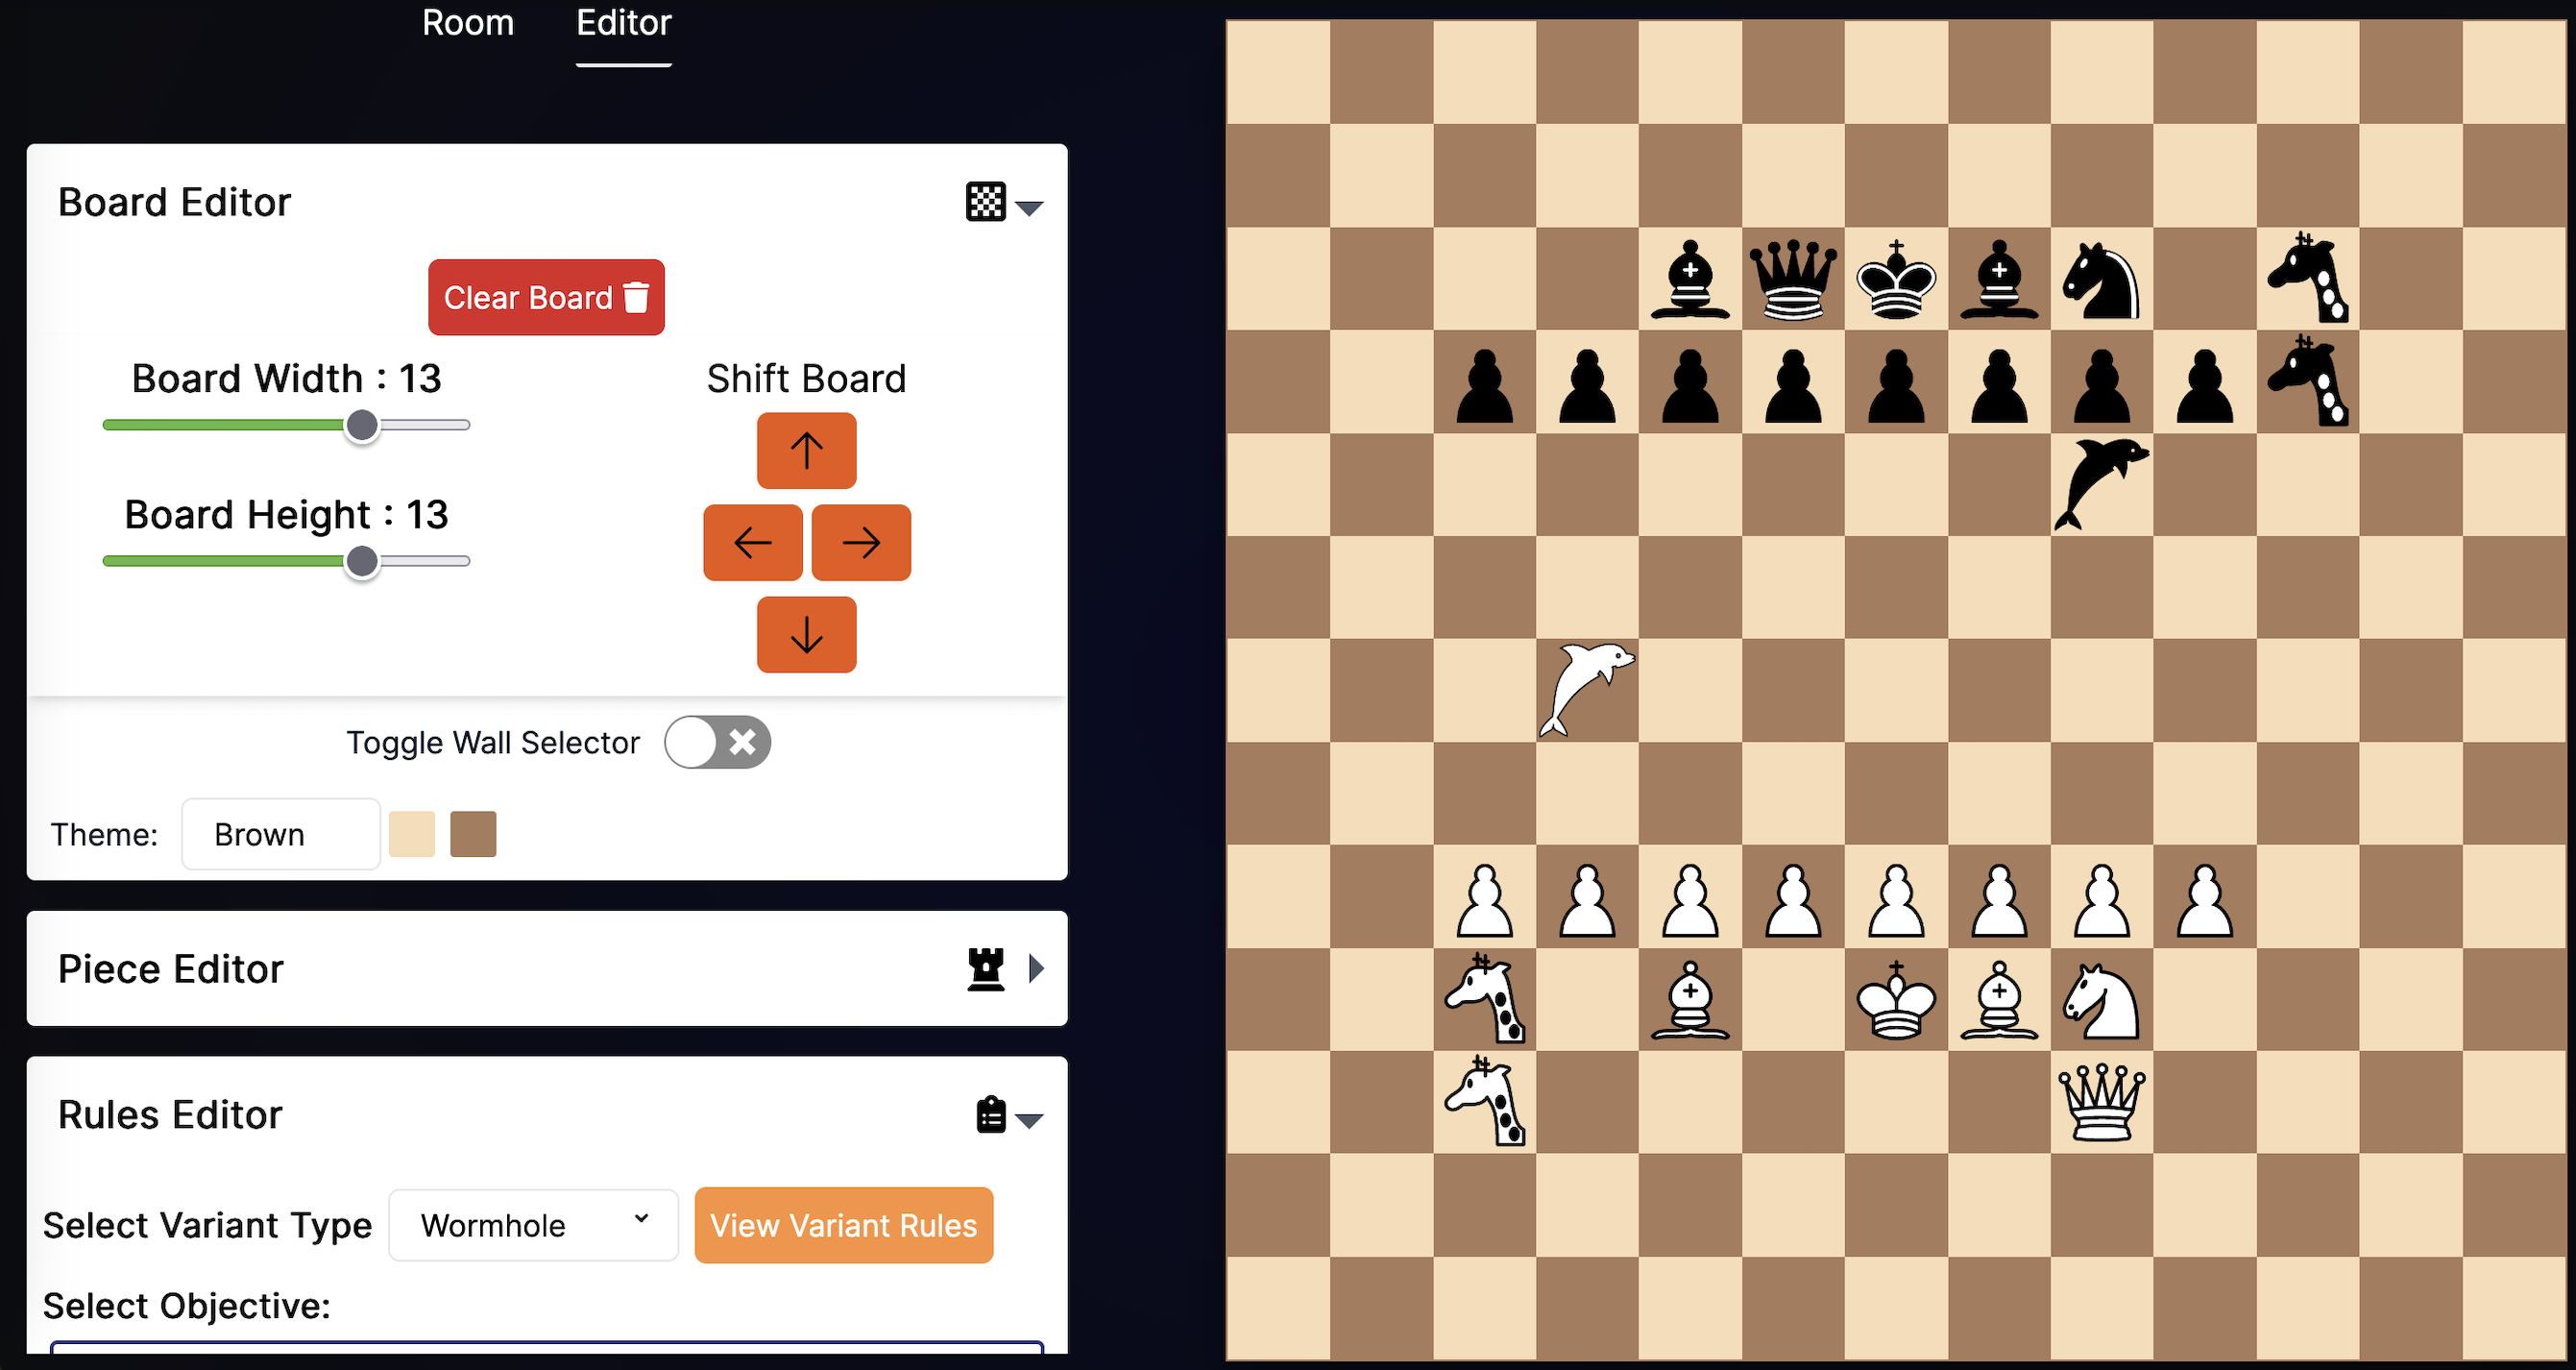 Room Editor
Board Editor
Clear Board
Board Width : 13
Shift Board
Board Height : 13
Toggle Wall Selector
Theme: Brown
Piece Editor
Rules Editor
Select Variant Type Wormhole View Variant Rules
Select Objective: